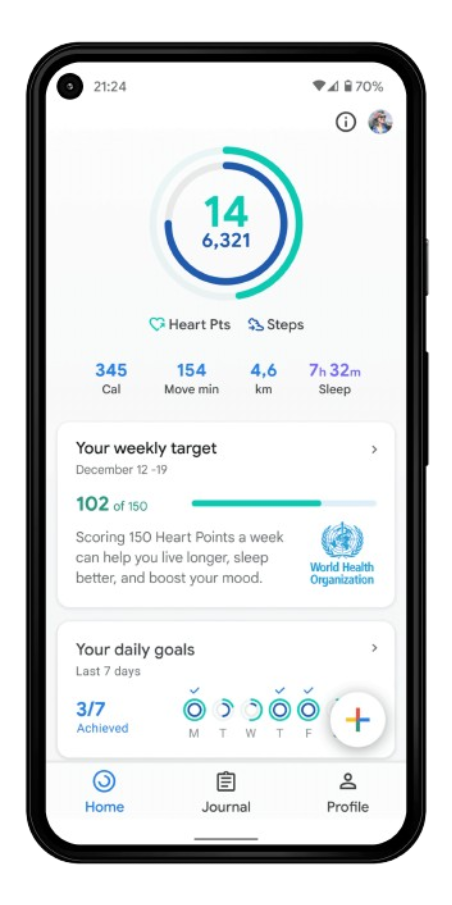 21:24 70%
14
6,321
Heart Pts Steps
345 154 4,6 7h 32m
Cal Move min km Sleep
Your weekly target
December 12 -19
102 of 150
Scoring 150 Heart Points a week
can help you live longer, sleep
better, and boost your mood.
World Health
Organization
Your daily goals
Last 7 days
3/7
Achieved
M T W T F
Home Journal Profile